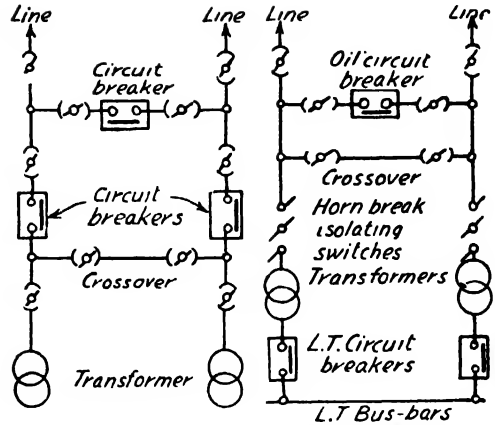 Line
Line
Circuit
breaker
Circuit
breakers
Crossover
Transformer
Line
Line
Oil circuit
breaker
Crossover
Horn break
isolating
switches
Transformers
L.T. Circuit
breakers
L.T Bus-bars